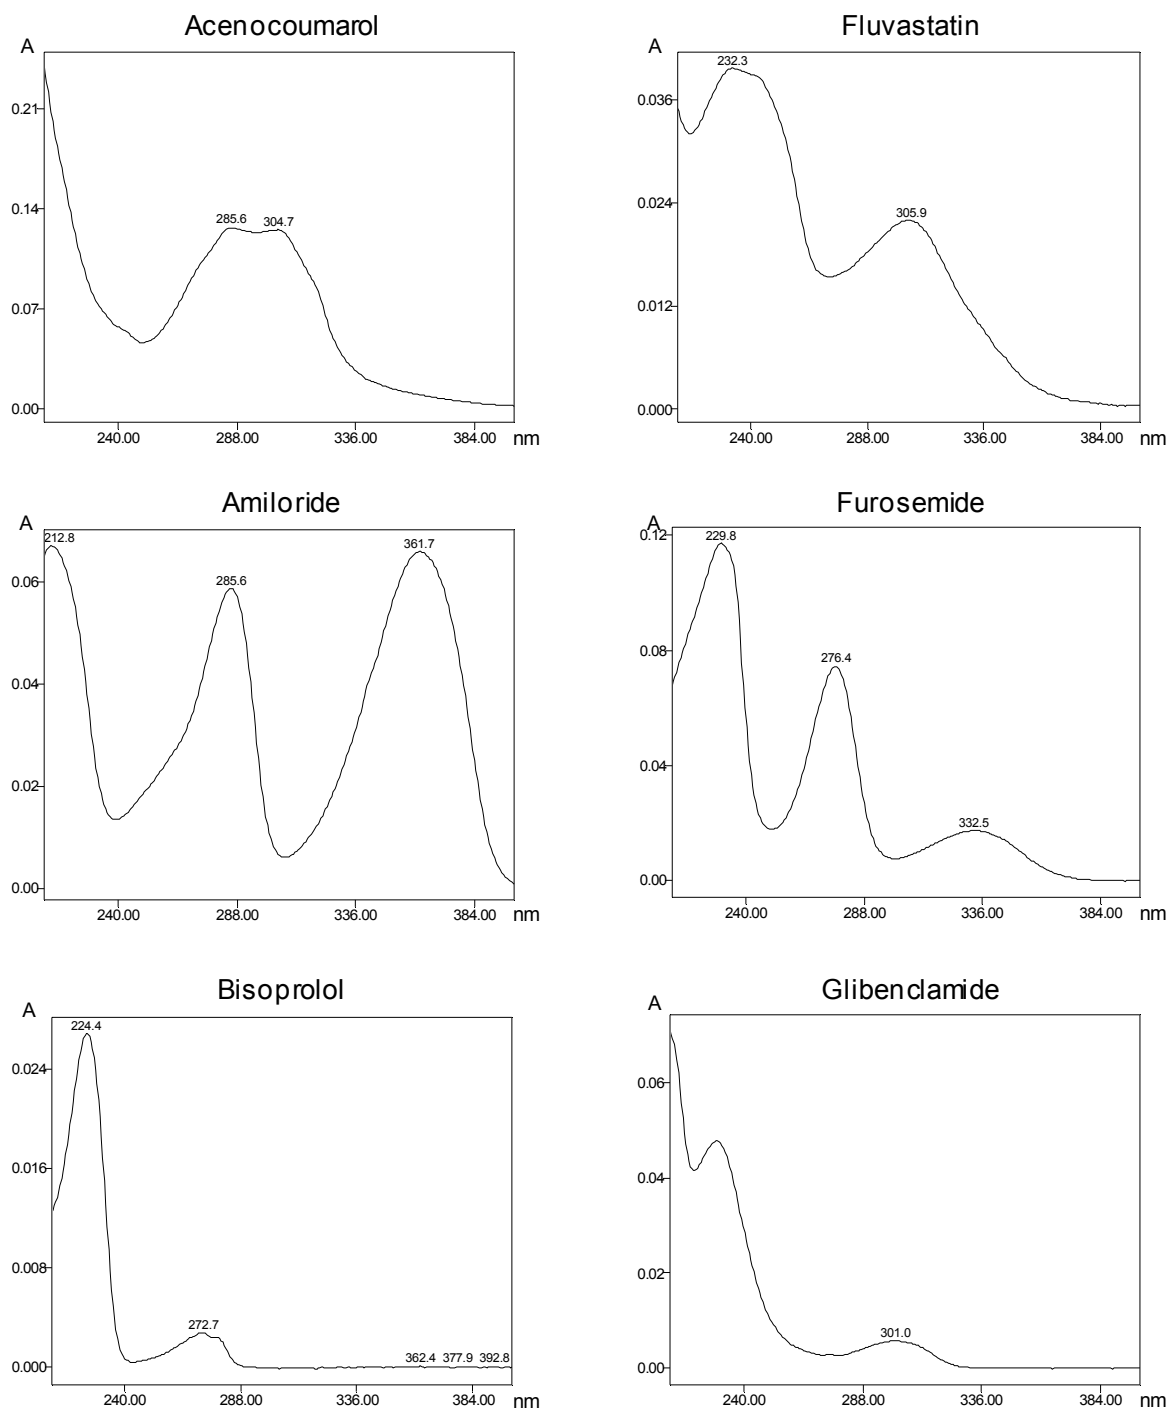 Acenocoumarol
A
285.6
304.7
0.21
0.14
0.07
0.00
240.00 288.00 336.00 384.00 nm
Fluvastatin
A
232.3
305.9
0.036
0.024
0.012
0.000
240.00 288.00 336.00 384.00 nm
Amiloride
A
212.8
285.6
361.7
0.06
0.04
0.02
0.00
240.00 288.00 336.00 384.00 nm
Furosemide
A
229.8
276.4
332.5
0.12
0.08
0.04
0.00
240.00 288.00 336.00 384.00 nm
Bisoprolol
A
224.4
272.7
362.4 377.9 392.8
0.024
0.016
0.008
0.000
240.00 288.00 336.00 384.00 nm
Glibenclamide
A
301.0
0.06
0.04
0.02
0.00
240.00 288.00 336.00 384.00 nm